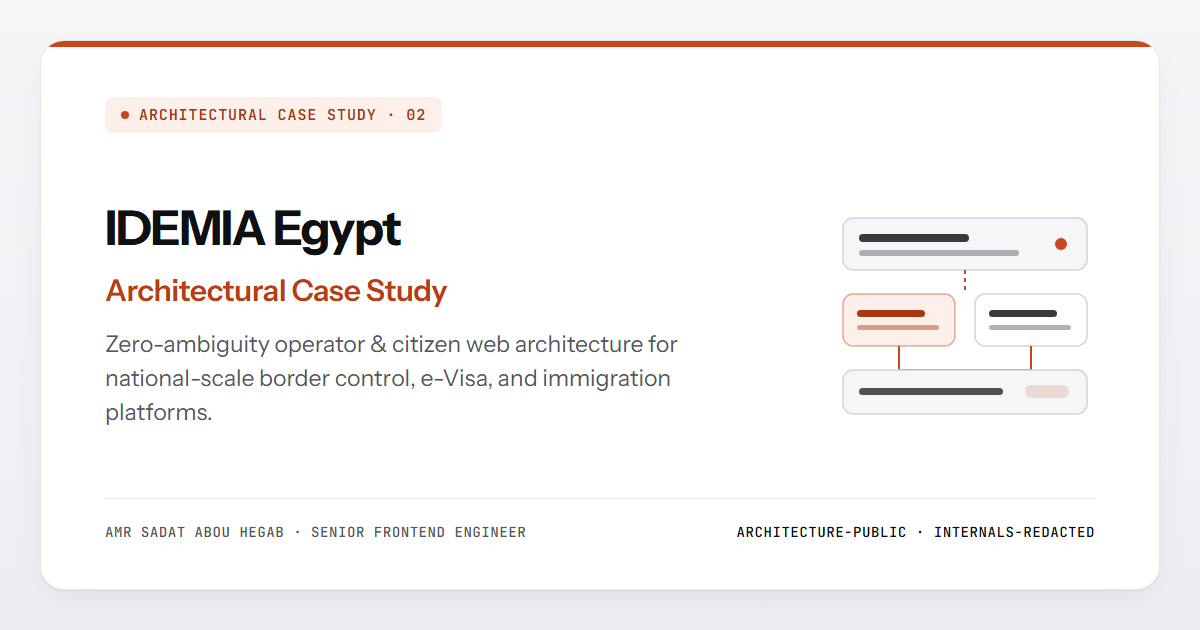 ARCHITECTURAL CASE STUDY · 02
IDEMIA Egypt
Architectural Case Study
Zero-ambiguity operator & citizen web architecture for
national-scale border control, e-Visa, and immigration
platforms.
AMR SADAT ABOU HEGAB · SENIOR FRONTEND ENGINEER
ARCHITECTURE-PUBLIC · INTERNALS-REDACTED